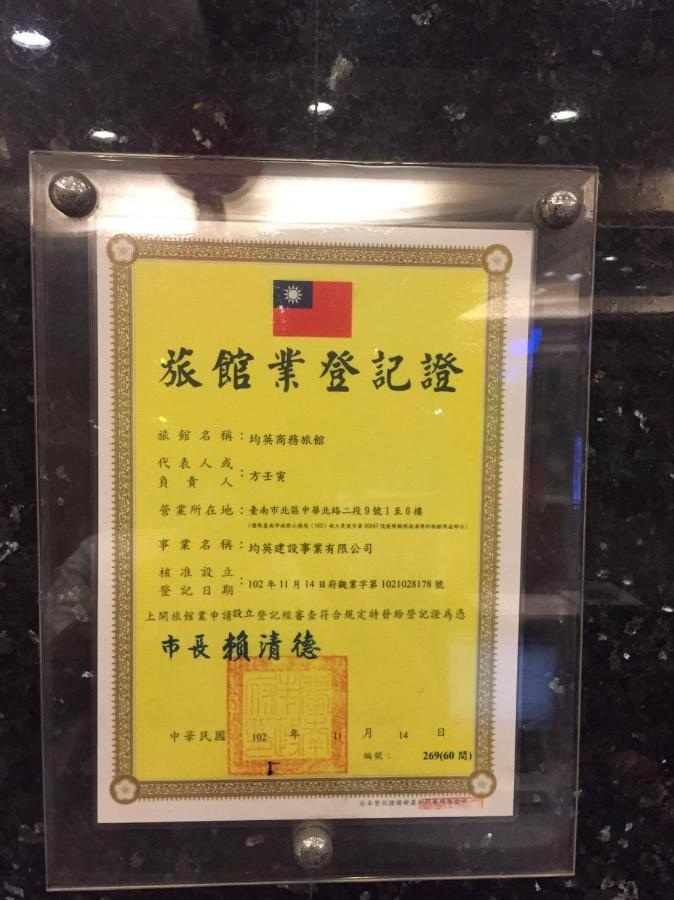 旅館業登記證
旅館名稱：均英商務旅館
代表人或
負責人：方壬寅
營業所在地：臺南市北區中華北路二段9號1至6樓
事業名稱：均英建設事業有限公司
核准設立
登記日期：102年11月14日府觀業字第1021028178號
上開旅館業申請設立登記經審查符合規定特發給登記證為憑
市長賴清德
臺南市政府印
中華民國 102 年 11 月 14 日
編號： 269(60間)